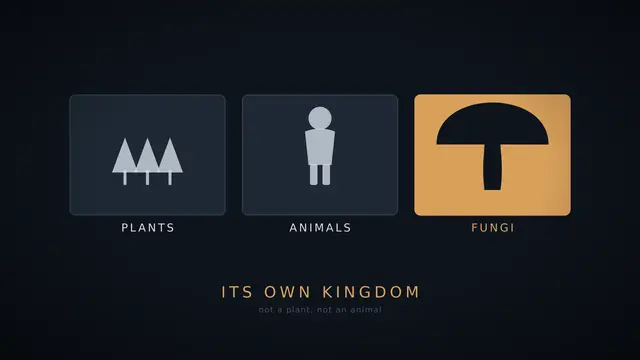 PLANTS
ANIMALS
FUNGI
ITS OWN KINGDOM
not a plant, not an animal